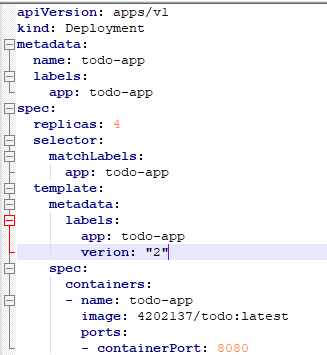 apiVersion: apps/v1
kind: Deployment
metadata:
  name: todo-app
  labels:
    app: todo-app
spec:
  replicas: 4
  selector:
    matchLabels:
      app: todo-app
  template:
    metadata:
      labels:
        app: todo-app
        verion: "2"
    spec:
      containers:
      - name: todo-app
        image: 4202137/todo:latest
        ports:
        - containerPort: 8080